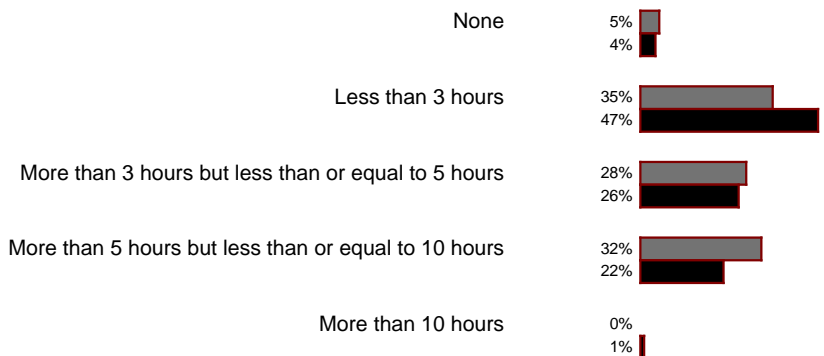 None
5%
4%
Less than 3 hours
35%
47%
More than 3 hours but less than or equal to 5 hours
28%
26%
More than 5 hours but less than or equal to 10 hours
32%
22%
More than 10 hours
0%
1%